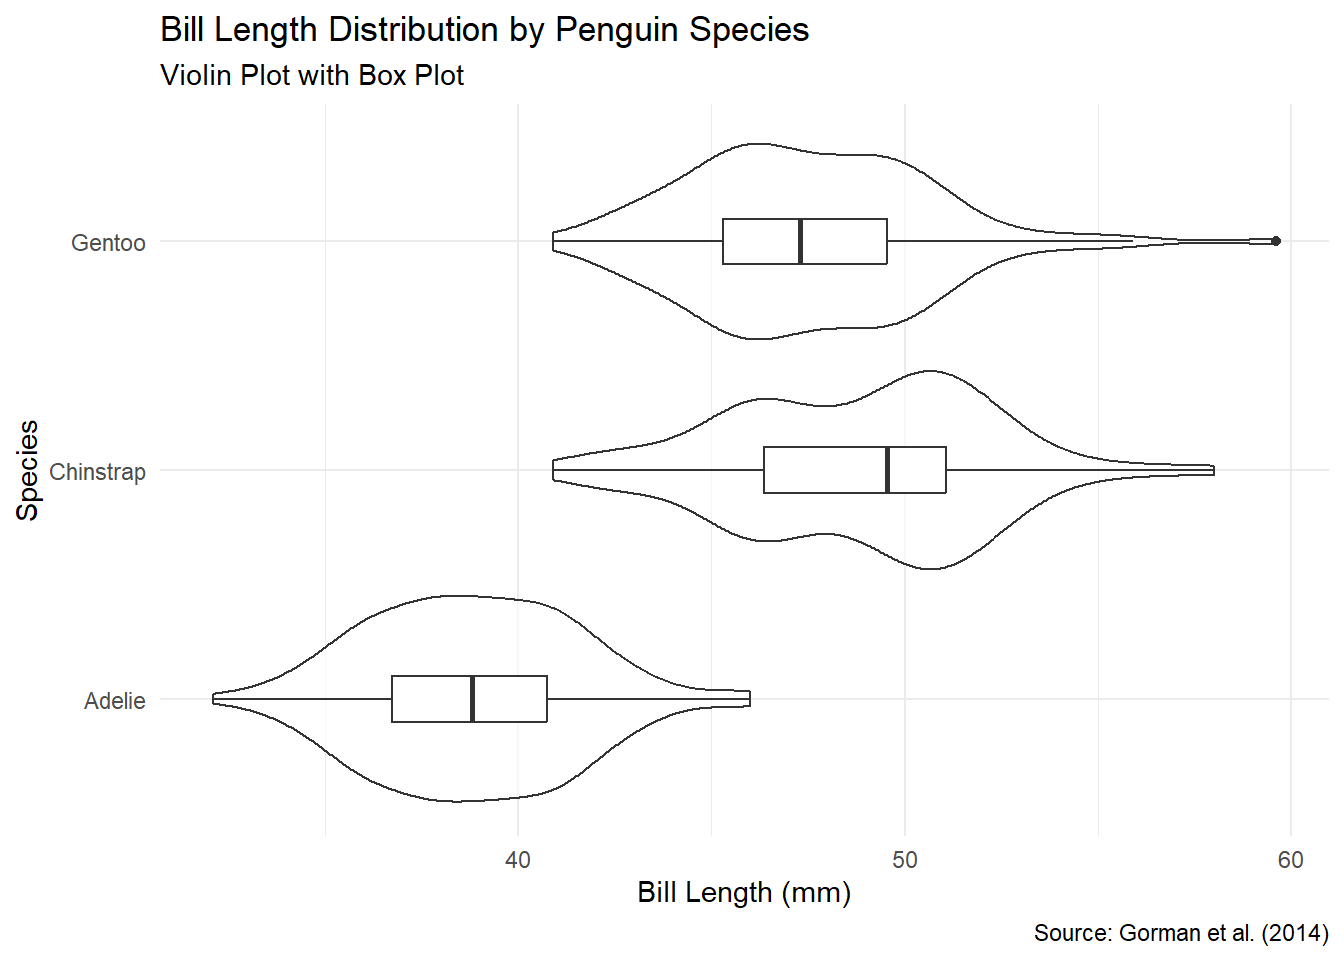 Bill Length Distribution by Penguin Species
Violin Plot with Box Plot
Species
Gentoo
Chinstrap
Adelie
40
50
60
Bill Length (mm)
Source: Gorman et al. (2014)